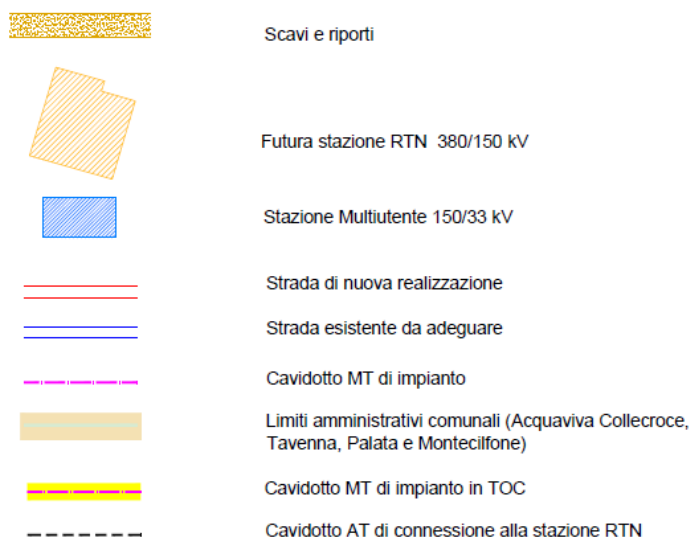 Scavi e riporti
Futura stazione RTN 380/150 kV
Stazione Multiutente 150/33 kV
Strada di nuova realizzazione
Strada esistente da adeguare
Cavidotto MT di impianto
Limiti amministrativi comunali (Acquaviva Collecroce,
Tavenna, Palata e Montecilfone)
Cavidotto MT di impianto in TOC
Cavidotto AT di connessione alla stazione RTN